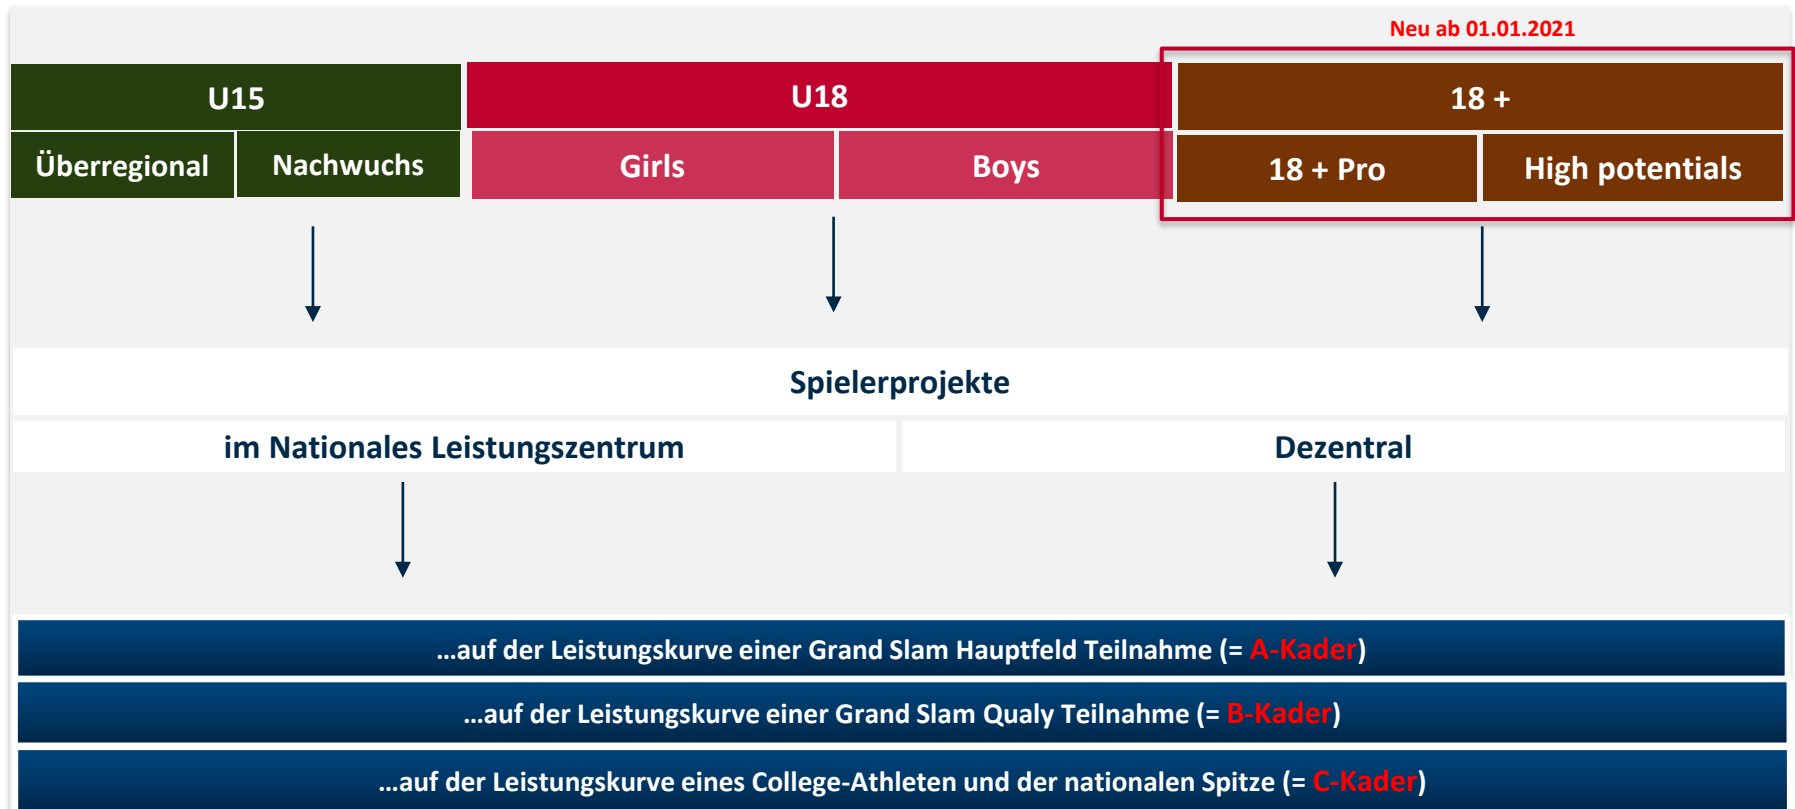 Neu ab 01.01.2021
U15
U18
18 +
Überregional
Nachwuchs
Girls
Boys
18 + Pro
High potentials
Spielerprojekte
im Nationales Leistungszentrum
Dezentral
...auf der Leistungskurve einer Grand Slam Hauptfeld Teilnahme (= A-Kader)
...auf der Leistungskurve einer Grand Slam Qualy Teilnahme (= B-Kader)
...auf der Leistungskurve eines College-Athleten und der nationalen Spitze (= C-Kader)